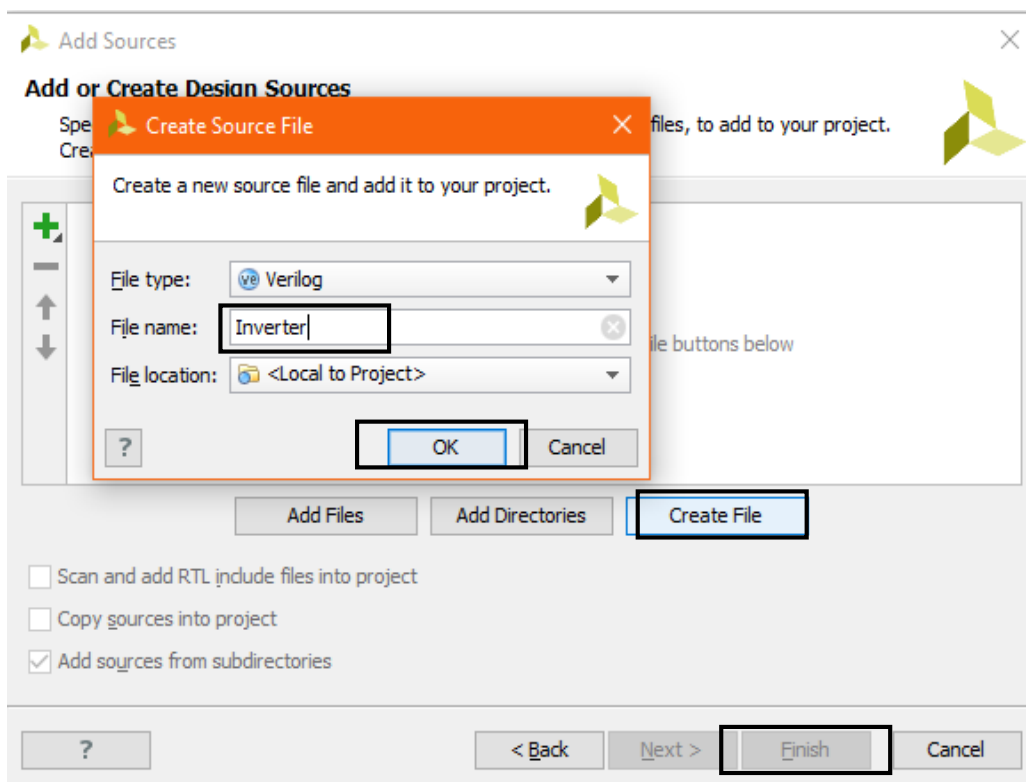 Add Sources
Add or Create Design Sources
Spe
files, to add to your project.
Crea
Create Source File
Create a new source file and add it to your project.
File type:
Verilog
File name:
Inverter
File location:
<Local to Project>
?
OK
Cancel
ile buttons below
Add Files
Add Directories
Create File
Scan and add RTL include files into project
Copy sources into project
Add sources from subdirectories
?
< Back
Next >
Finish
Cancel